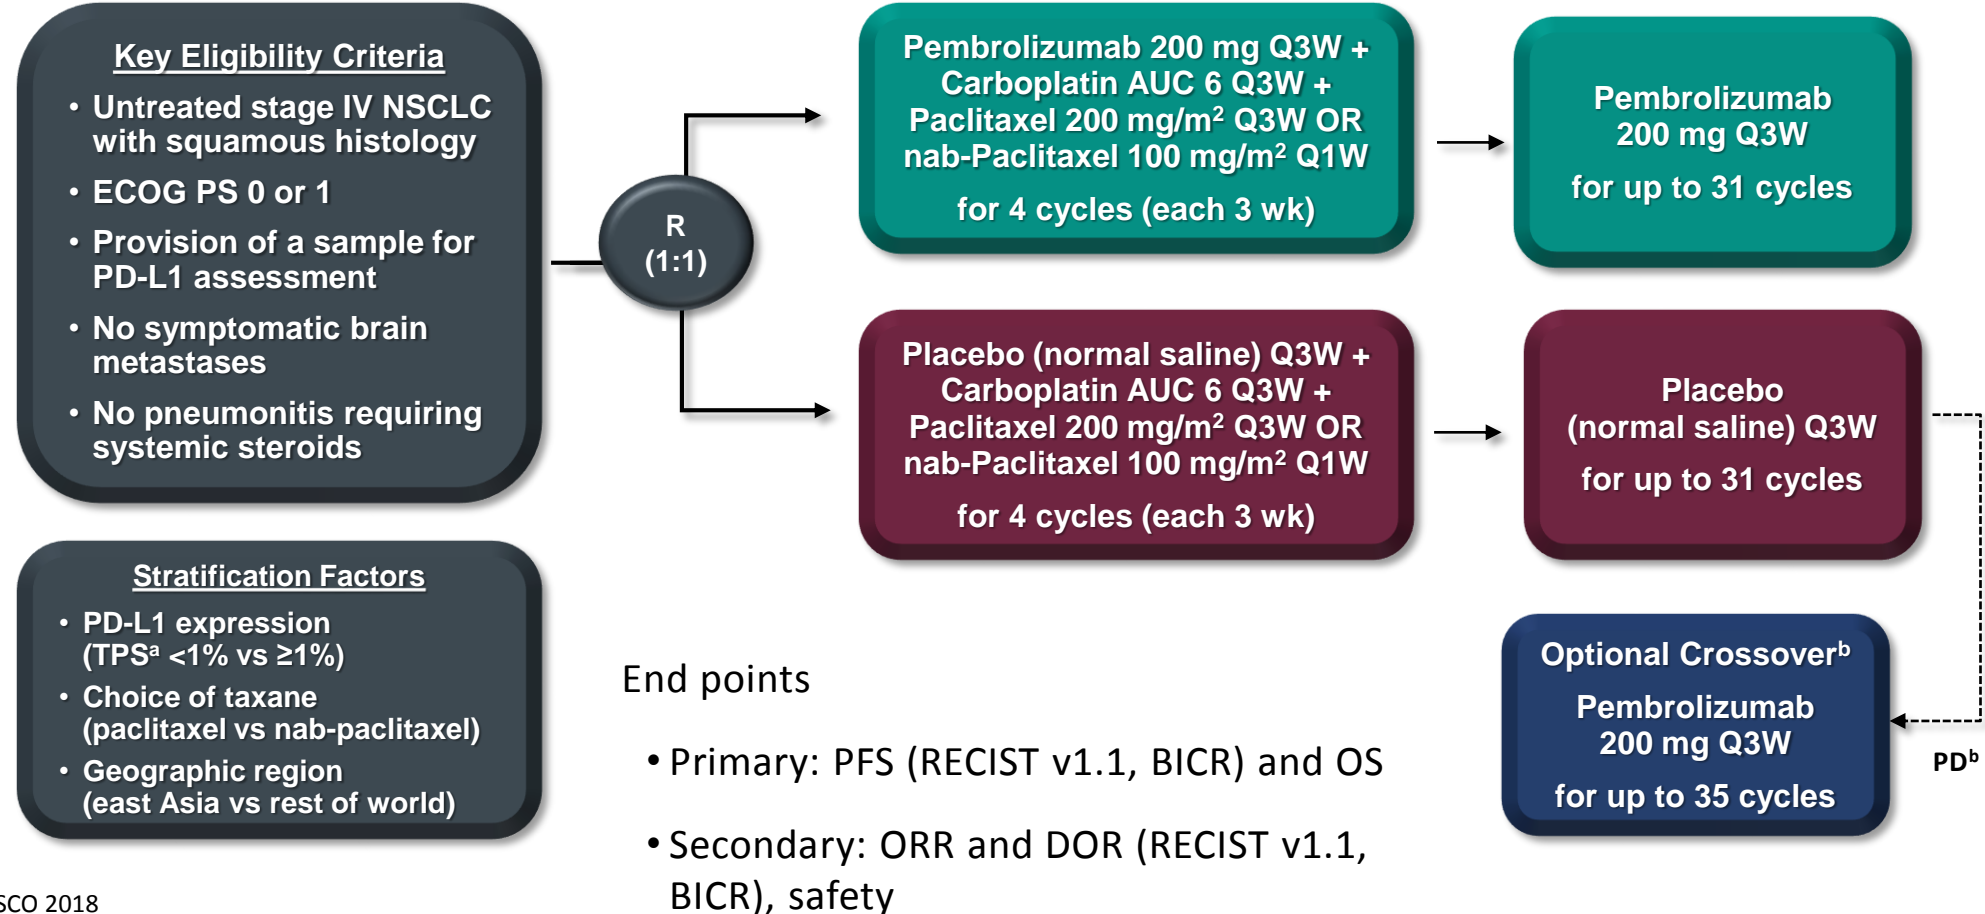 Key Eligibility Criteria
• Untreated stage IV NSCLC
with squamous histology
• ECOG PS 0 or 1
• Provision of a sample for
PD-L1 assessment
• No symptomatic brain
metastases
• No pneumonitis requiring
systemic steroids
Stratification Factors
• PD-L1 expression
(TPSᵃ <1% vs ≥1%)
• Choice of taxane
(paclitaxel vs nab-paclitaxel)
• Geographic region
(east Asia vs rest of world)
R
(1:1)
Pembrolizumab 200 mg Q3W +
Carboplatin AUC 6 Q3W +
Paclitaxel 200 mg/m² Q3W OR
nab-Paclitaxel 100 mg/m² Q1W
for 4 cycles (each 3 wk)
Pembrolizumab
200 mg Q3W
for up to 31 cycles
Placebo (normal saline) Q3W +
Carboplatin AUC 6 Q3W +
Paclitaxel 200 mg/m² Q3W OR
nab-Paclitaxel 100 mg/m² Q1W
for 4 cycles (each 3 wk)
Placebo
(normal saline) Q3W
for up to 31 cycles
Optional Crossoverᵇ
Pembrolizumab
200 mg Q3W
for up to 35 cycles
PDᵇ
End points
• Primary: PFS (RECIST v1.1, BICR) and OS
• Secondary: ORR and DOR (RECIST v1.1,
BICR), safety
SCO 2018